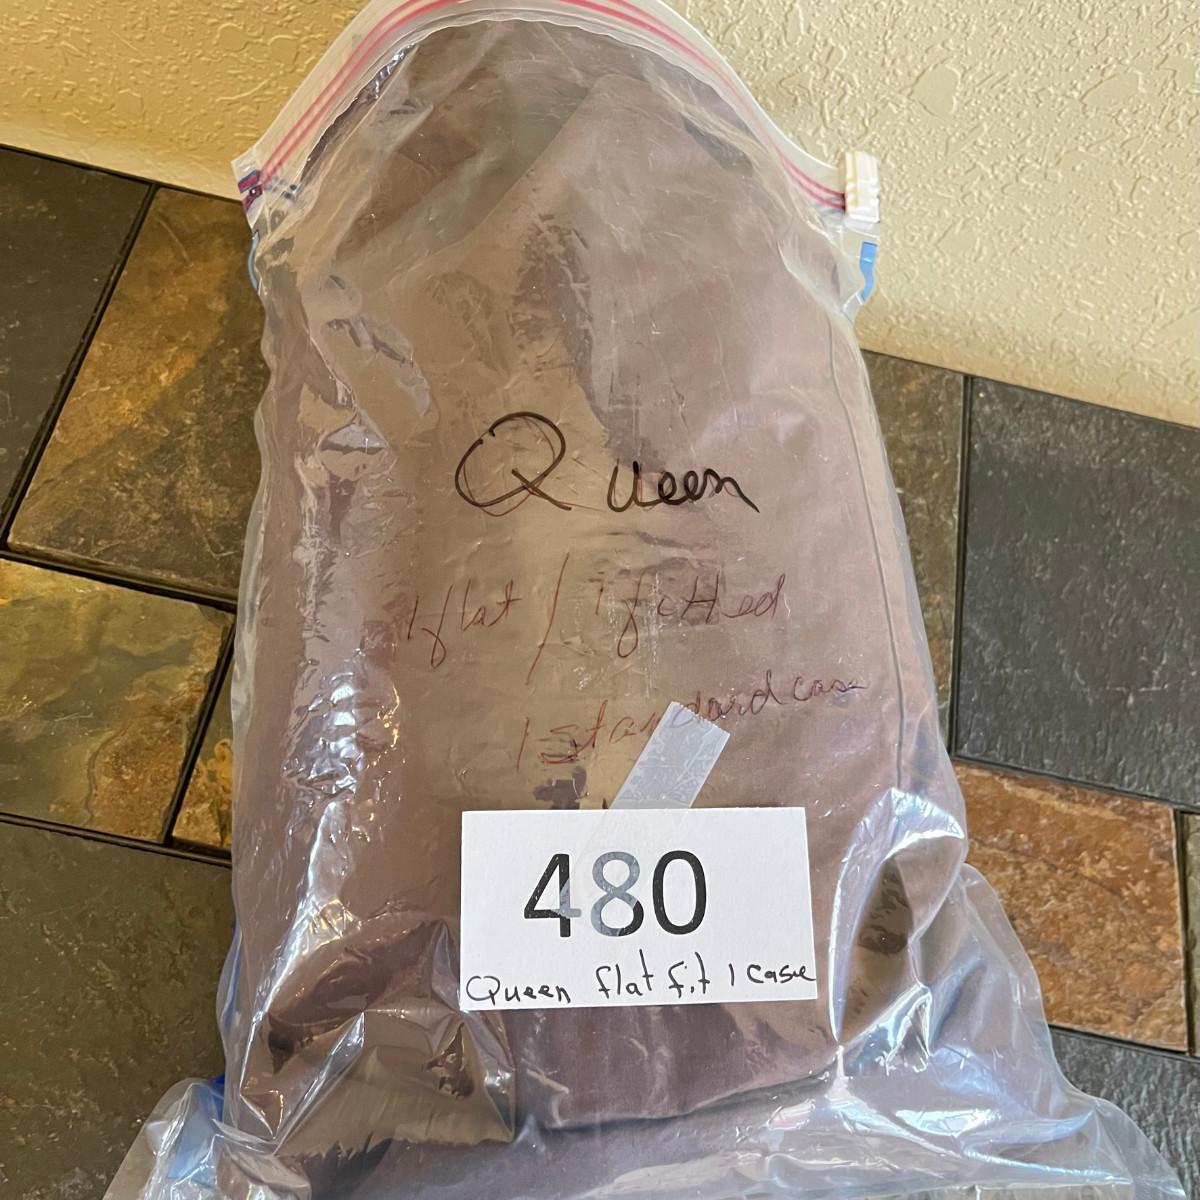 Queen
1 flat / 1 fitted
1 standard case
480
Queen flat fit 1 case